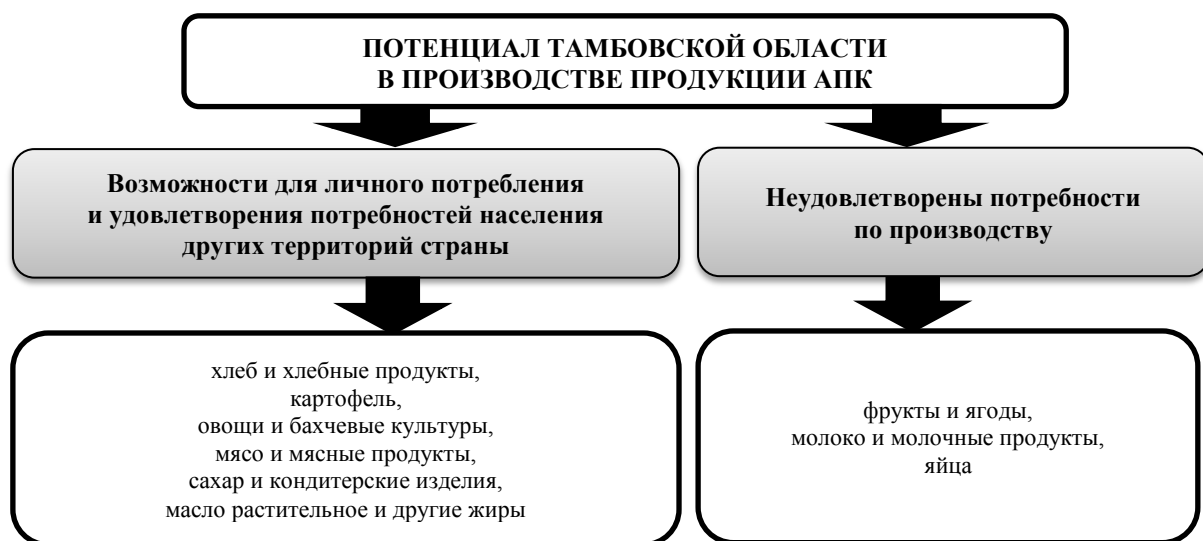 ПОТЕНЦИАЛ ТАМБОВСКОЙ ОБЛАСТИ
В ПРОИЗВОДСТВЕ ПРОДУКЦИИ АПК
Возможности для личного потребления
и удовлетворения потребностей населения
других территорий страны
Неудовлетворены потребности
по производству
хлеб и хлебные продукты,
картофель,
овощи и бахчевые культуры,
мясо и мясные продукты,
сахар и кондитерские изделия,
масло растительное и другие жиры
фрукты и ягоды,
молоко и молочные продукты,
яйца